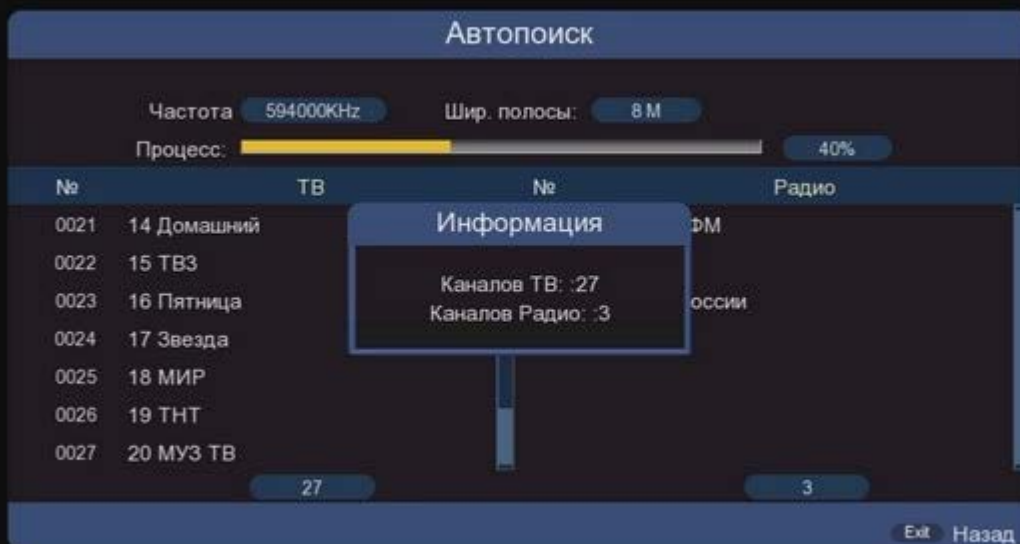 Автопоиск
Частота 594000KHz Шир. полосы: 8 M
Процесс: 40%
№ ТВ № Радио
0021 14 Домашний ФМ
0022 15 ТВ3
0023 16 Пятница оссии
0024 17 Звезда
0025 18 МИР
0026 19 ТНТ
0027 20 МУЗ ТВ
Информация
Каналов ТВ: :27
Каналов Радио: :3
27 3
Exit Назад